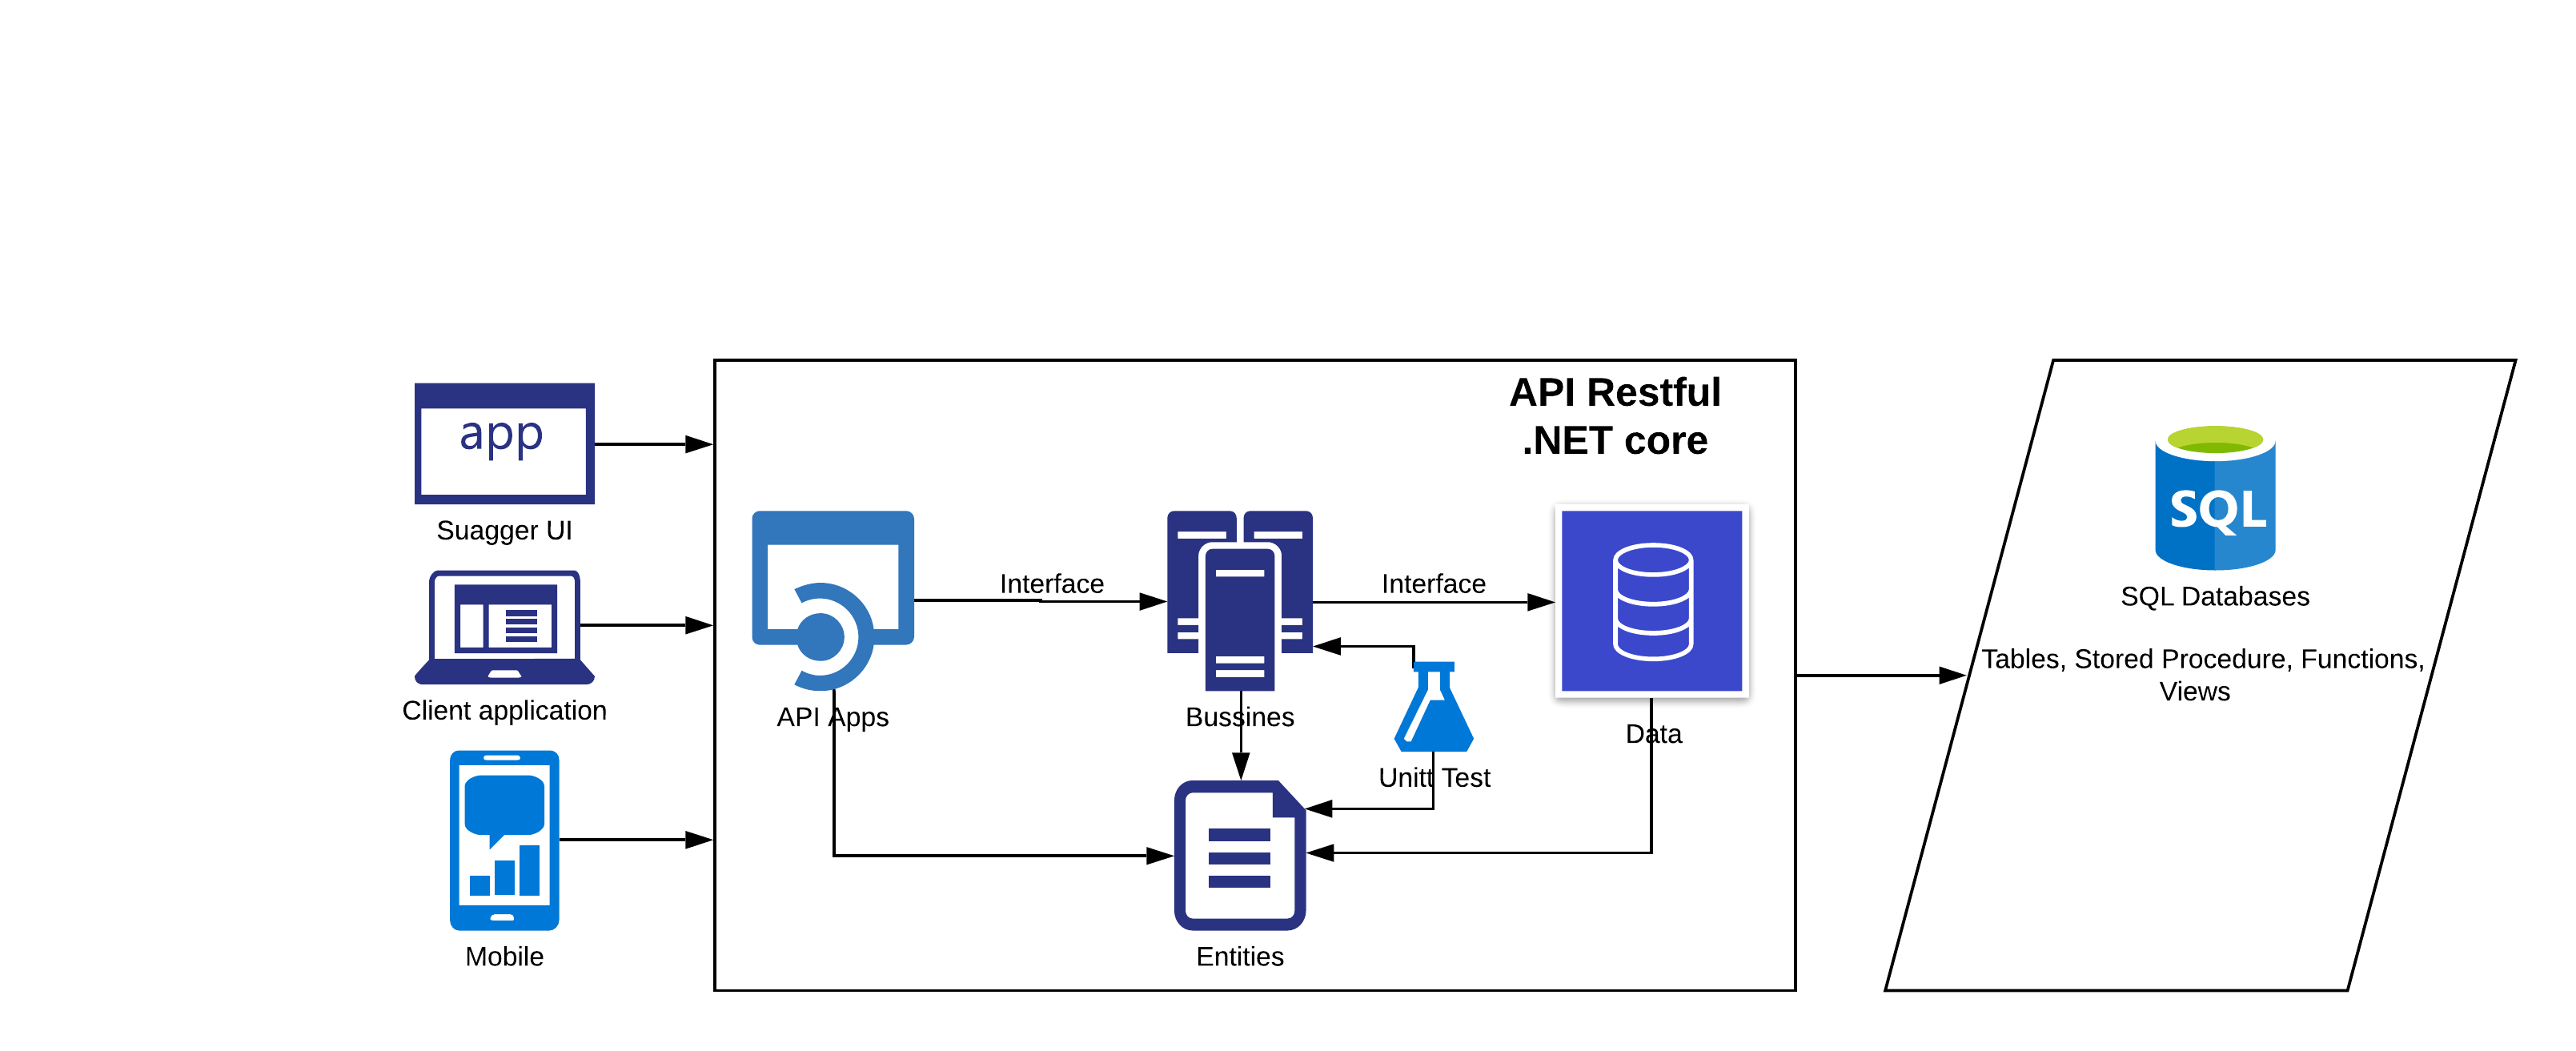 API Restful
.NET core
app
Suagger UI
Client application
Mobile
API Apps
Interface
Bussines
Interface
Data
Unitt Test
Entities
SQL
SQL Databases
Tables, Stored Procedure, Functions,
Views